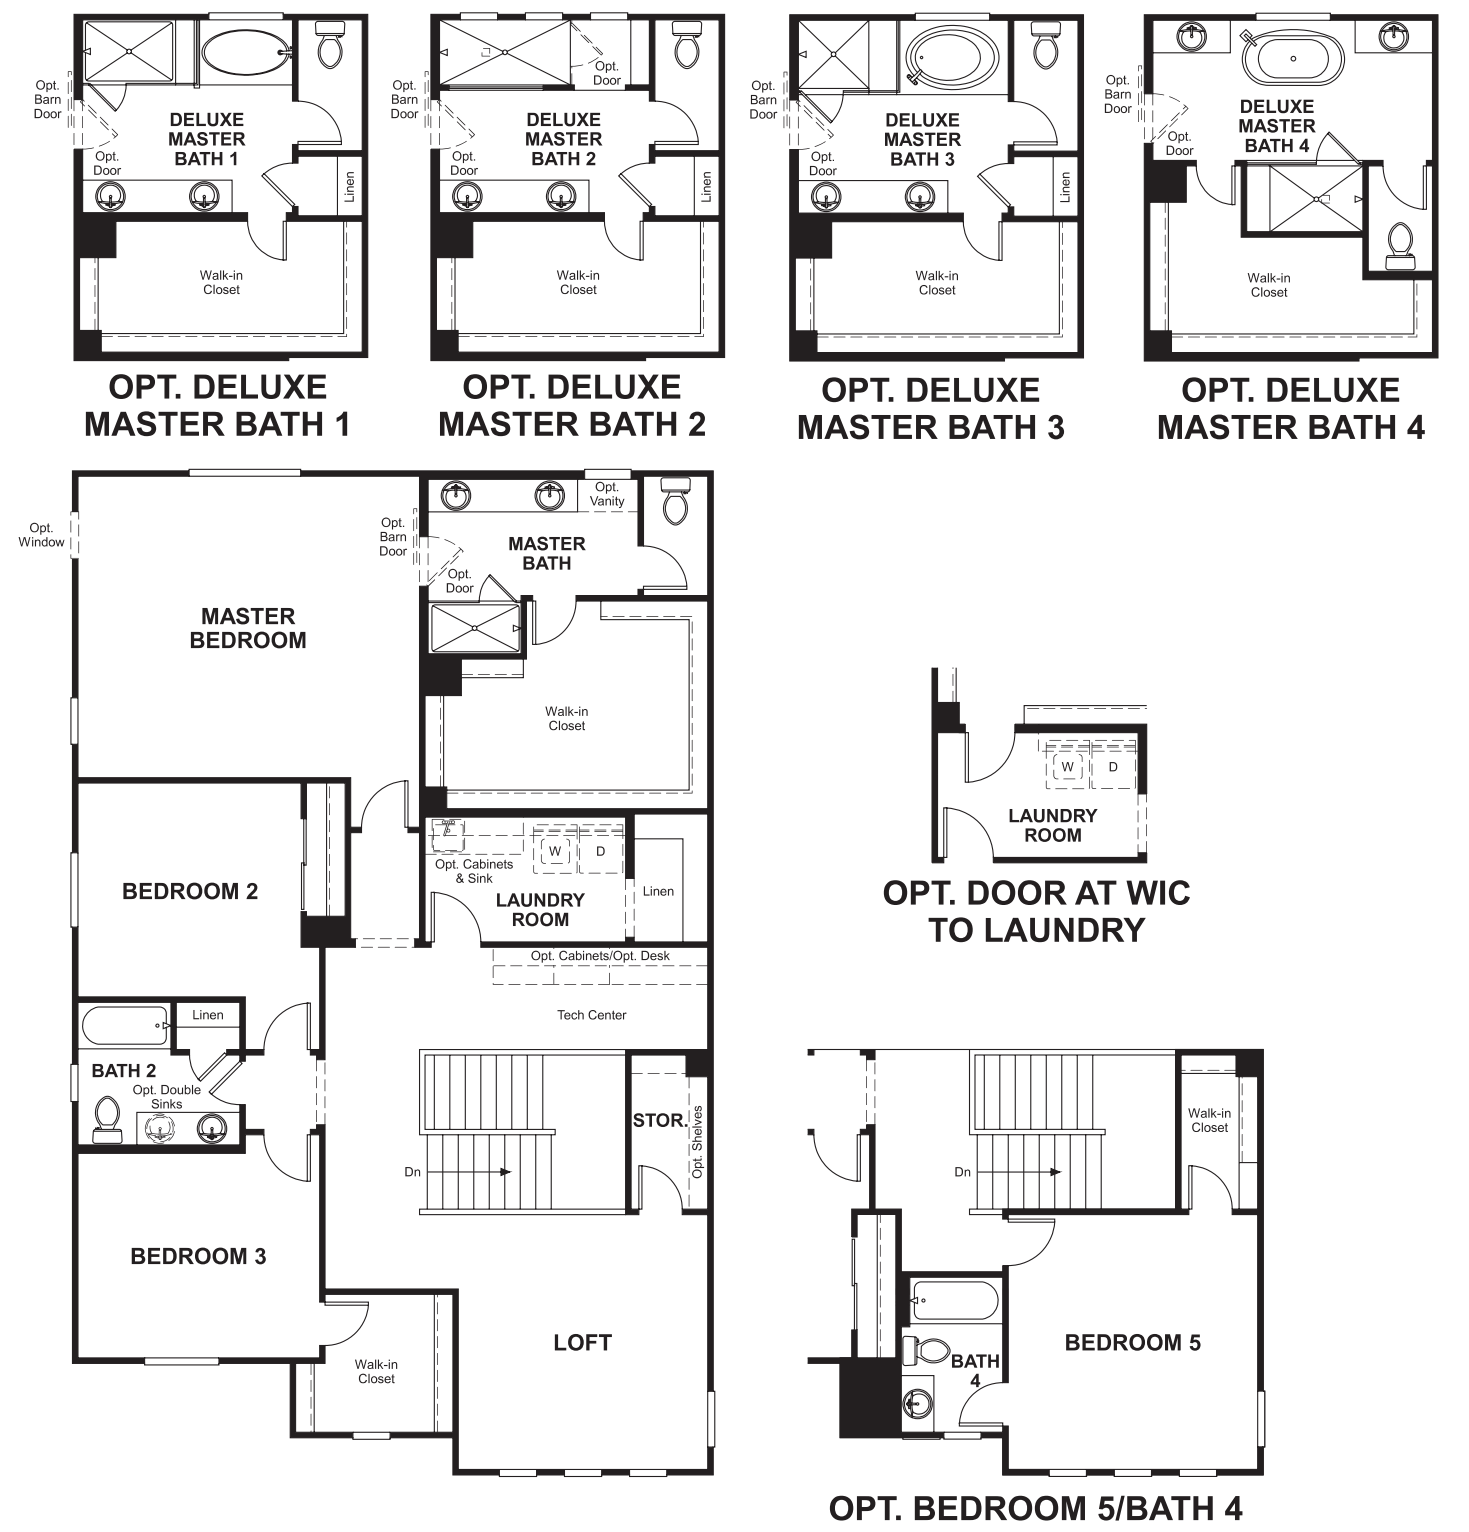 Opt.
Barn
Door
DELUXE
MASTER
BATH 1
Opt.
Door
Linen
Walk-in
Closet
OPT. DELUXE
MASTER BATH 1
Opt.
Barn
Door
Opt.
Door
DELUXE
MASTER
BATH 2
Opt.
Door
Linen
Walk-in
Closet
OPT. DELUXE
MASTER BATH 2
Opt.
Barn
Door
DELUXE
MASTER
BATH 3
Opt.
Door
Linen
Walk-in
Closet
OPT. DELUXE
MASTER BATH 3
Opt.
Barn
Door
DELUXE
MASTER
BATH 4
Opt.
Door
Walk-in
Closet
OPT. DELUXE
MASTER BATH 4
Opt.
Window
Opt.
Barn
Door
Opt.
Vanity
MASTER
BATH
Opt.
Door
MASTER
BEDROOM
Walk-in
Closet
BEDROOM 2
W
D
Opt. Cabinets
& Sink
LAUNDRY
ROOM
Linen
Opt. Cabinets/Opt. Desk
Tech Center
Linen
BATH 2
Opt. Double
Sinks
STOR.
Opt. Shelves
Dn
BEDROOM 3
LOFT
Walk-in
Closet
W
D
LAUNDRY
ROOM
OPT. DOOR AT WIC
TO LAUNDRY
Walk-in
Closet
Dn
BEDROOM 5
BATH
4
OPT. BEDROOM 5/BATH 4